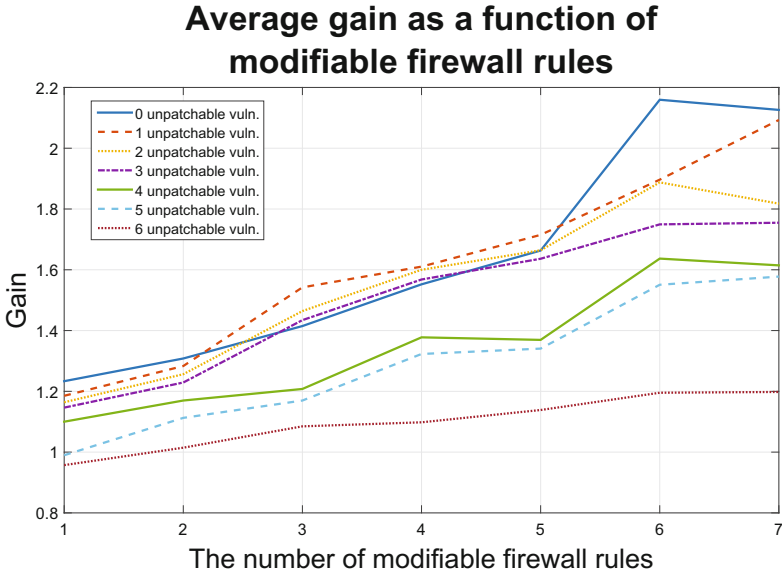 Average gain as a function of
modifiable firewall rules
2.2
2
1.8
1.6
1.4
1.2
1
0.8
Gain
0 unpatchable vuln.
1 unpatchable vuln.
2 unpatchable vuln.
3 unpatchable vuln.
4 unpatchable vuln.
5 unpatchable vuln.
6 unpatchable vuln.
1 2 3 4 5 6 7
The number of modifiable firewall rules